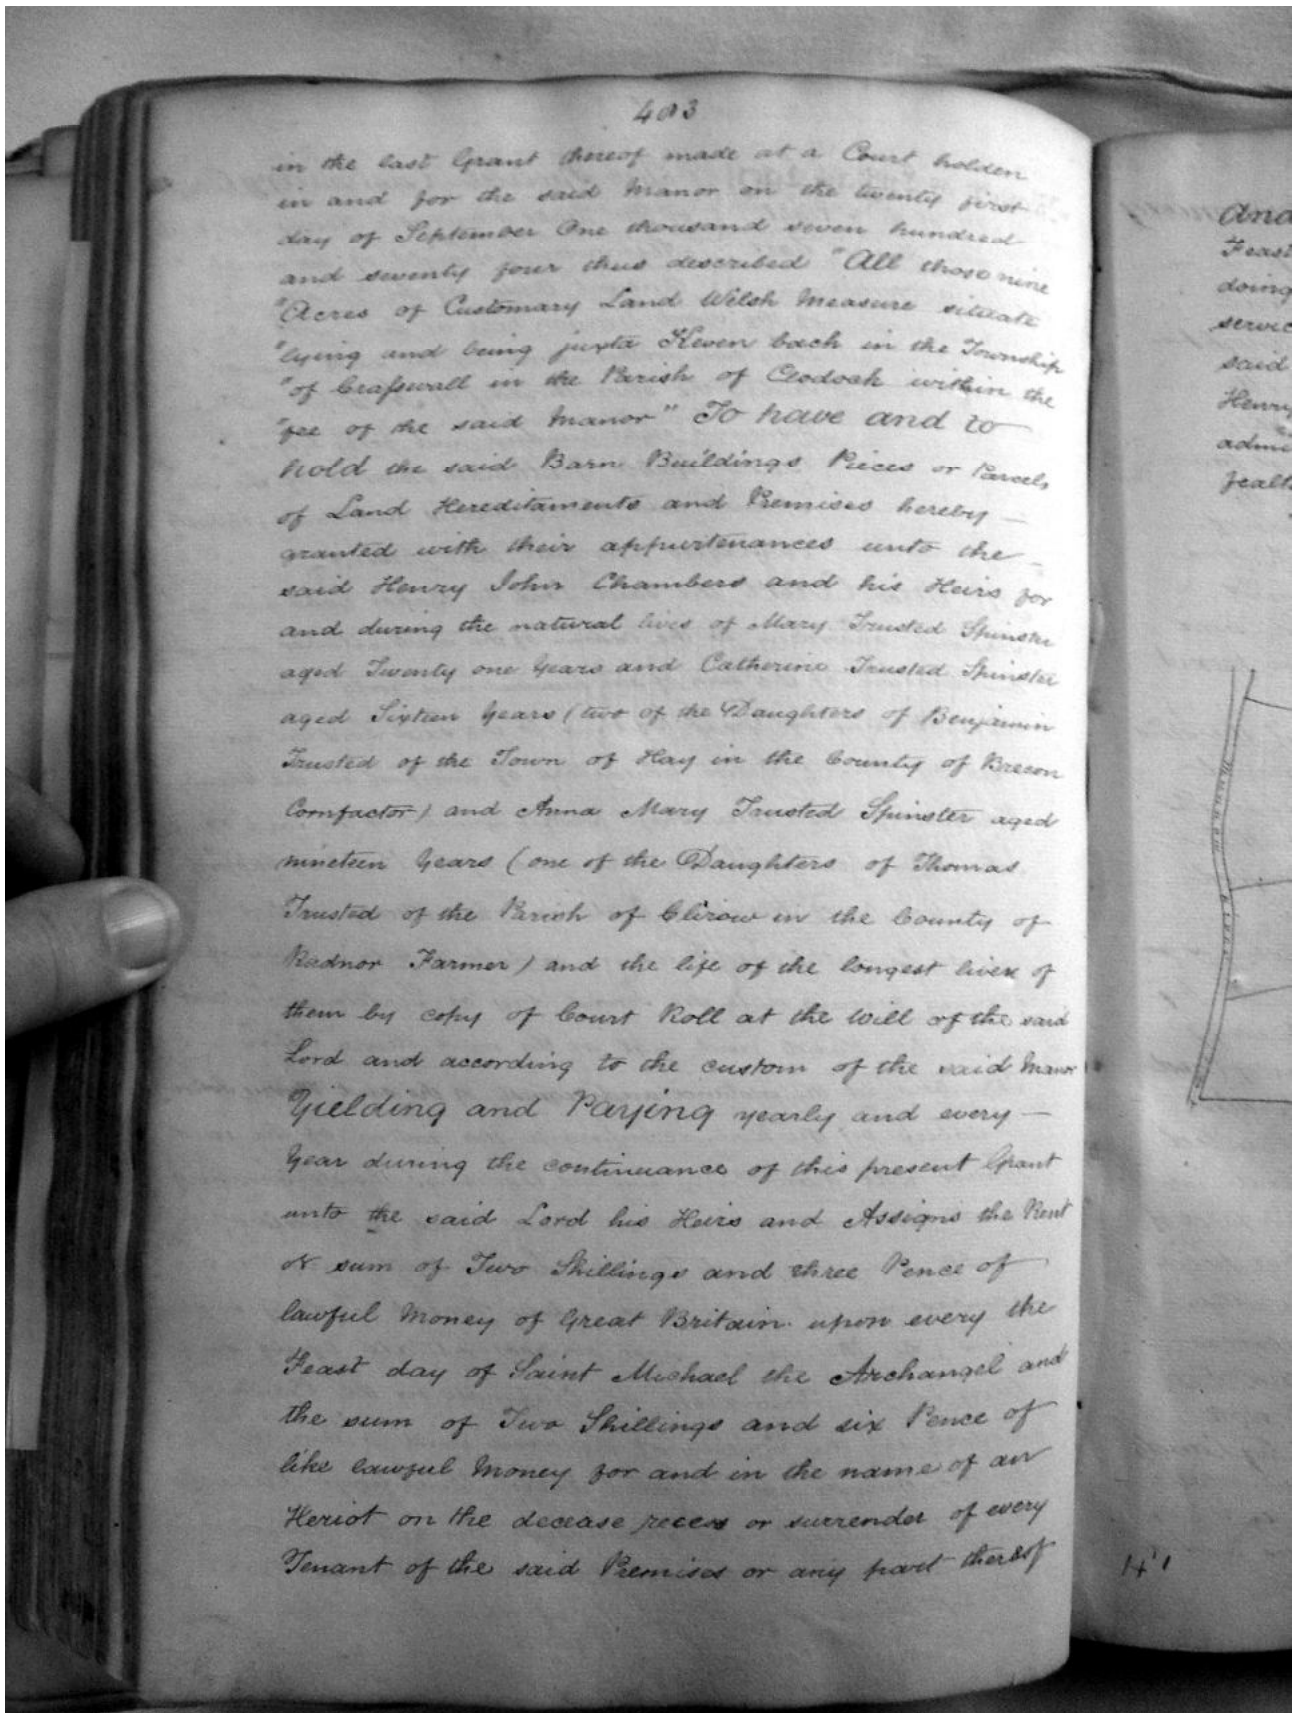 403
in the last Grant thereof made at a Court holden
in and for the said Manor on the twenty first
day of September One thousand seven hundred
and seventy four thus described "All those nine
"Acres of Customary Land Welsh Measure situate
"lying and being juxta Keven bach in the Township
"of Crasswall in the Parish of Clodock within the
"fee of the said Manor" To have and to
hold the said Barn Buildings Pieces or Parcels
of Land Hereditaments and Premises hereby —
granted with their appurtenances unto the —
said Henry John Chambers and his Heirs for
and during the natural lives of Mary Trusted Spinster
aged Twenty one Years and Catherine Trusted Spinster
aged Sixteen Years (two of the Daughters of Benjamin
Trusted of the Town of Hay in the County of Brecon
Cornfactor) and Anna Mary Trusted Spinster aged
nineteen Years (one of the Daughters of Thomas
Trusted of the Parish of Clirow in the County of
Radnor Farmer) and the life of the longest liver of
them by copy of Court Roll at the Will of the said
Lord and according to the custom of the said Manor
Yielding and Paying yearly and every —
Year during the continuance of this present Grant
unto the said Lord his Heirs and Assigns the Rent
or sum of Two Shillings and three Pence of
lawful Money of Great Britain upon every the
Feast day of Saint Michael the Archangel and
the sum of Two Shillings and six Pence of
like lawful Money for and in the name of an
Heriot on the decease recess or surrender of every
Tenant of the said Premises or any part thereof
And
Feast
doing
servic
said
Henry
admi
fealt
Munnow River